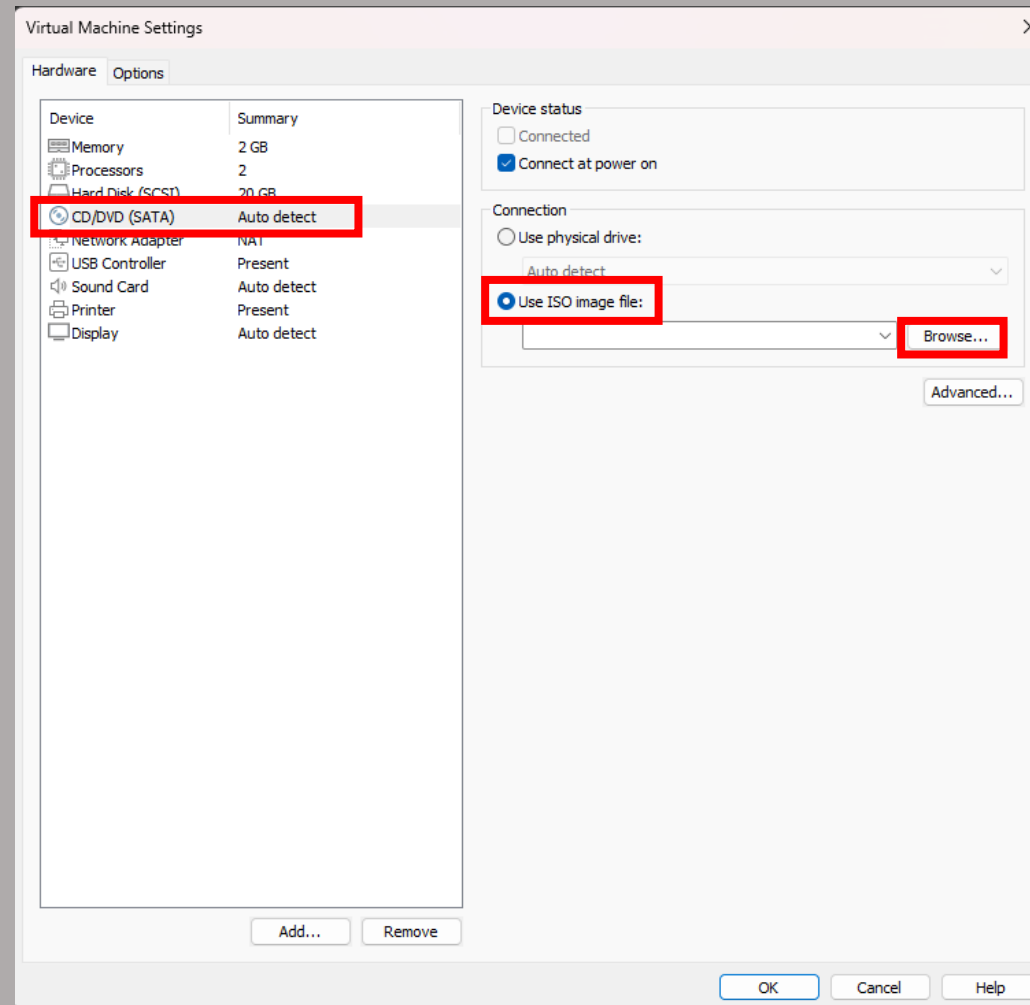 Virtual Machine Settings
Hardware Options
Device Summary
Memory 2 GB
Processors 2
Hard Disk (SCSI) 20 GB
CD/DVD (SATA) Auto detect
Network Adapter NAT
USB Controller Present
Sound Card Auto detect
Printer Present
Display Auto detect
Add... Remove
Device status
Connected
Connect at power on
Connection
Use physical drive:
Auto detect
Use ISO image file:
Browse...
Advanced...
OK Cancel Help